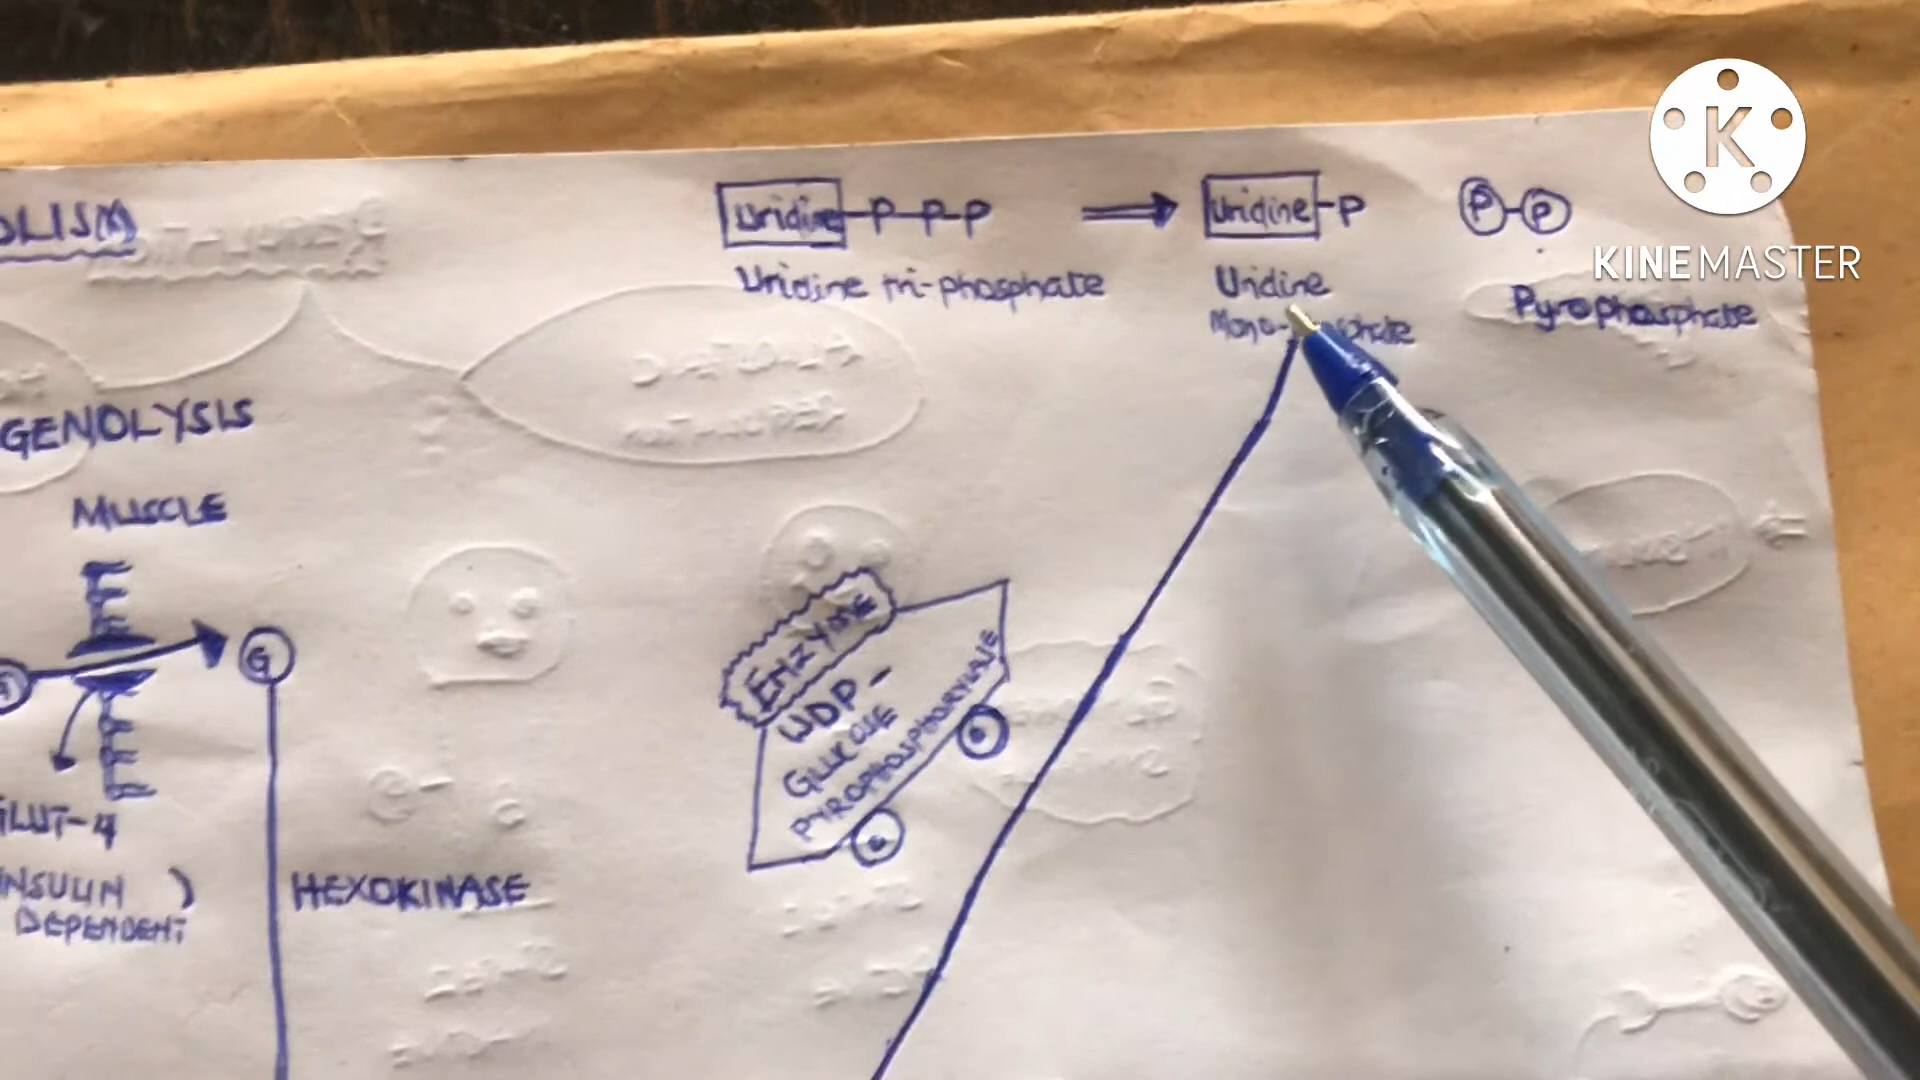 OLISM
Uridine-P-P-P
Uridine-P
P-P
Uridine tri-phosphate
Uridine
Pyrophosphate
GENOLYSIS
MUSCLE
G
ENZYME
UDP-
GLUCOSE
PYROPHOSPHORYLASE
GLUT-4
INSULIN )
DEPENDENT
HEXOKINASE
K
KINEMASTER